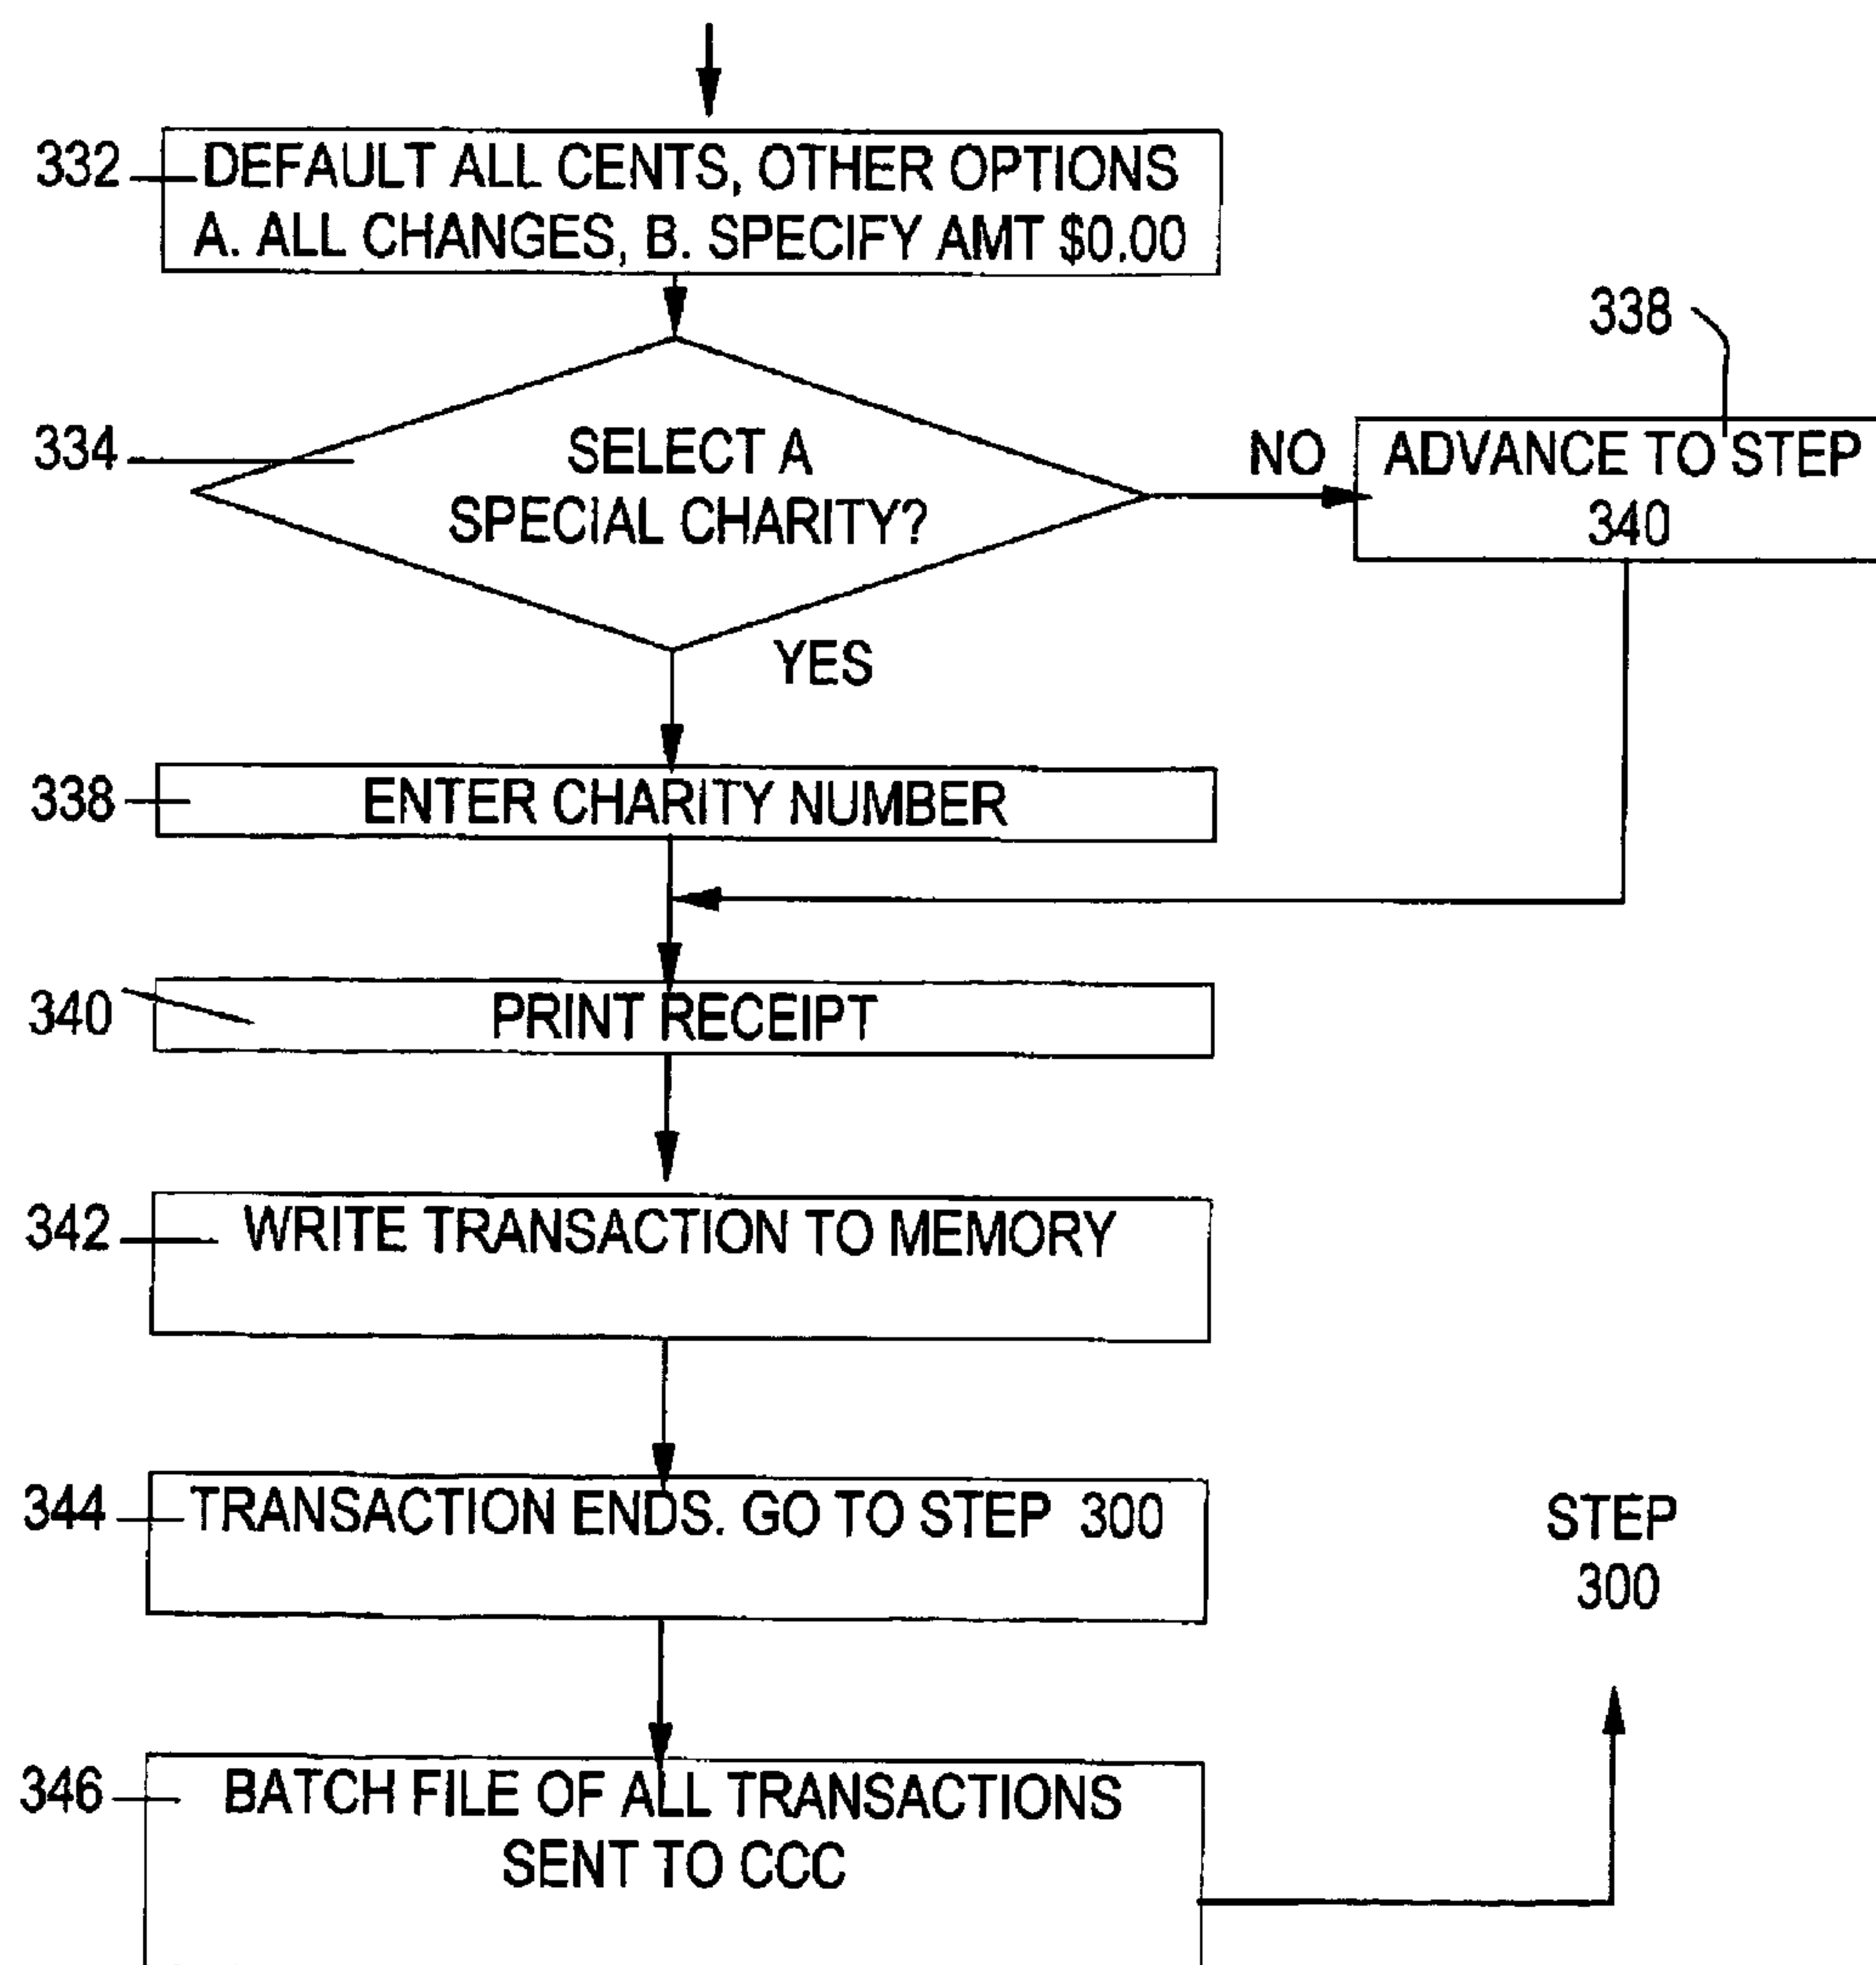 332
DEFAULT ALL CENTS, OTHER OPTIONS
A. ALL CHANGES, B. SPECIFY AMT $0.00
338
334
SELECT A
SPECIAL CHARITY?
NO
ADVANCE TO STEP
340
YES
338
ENTER CHARITY NUMBER
340
PRINT RECEIPT
342
WRITE TRANSACTION TO MEMORY
344
TRANSACTION ENDS. GO TO STEP 300
STEP
300
346
BATCH FILE OF ALL TRANSACTIONS
SENT TO CCC